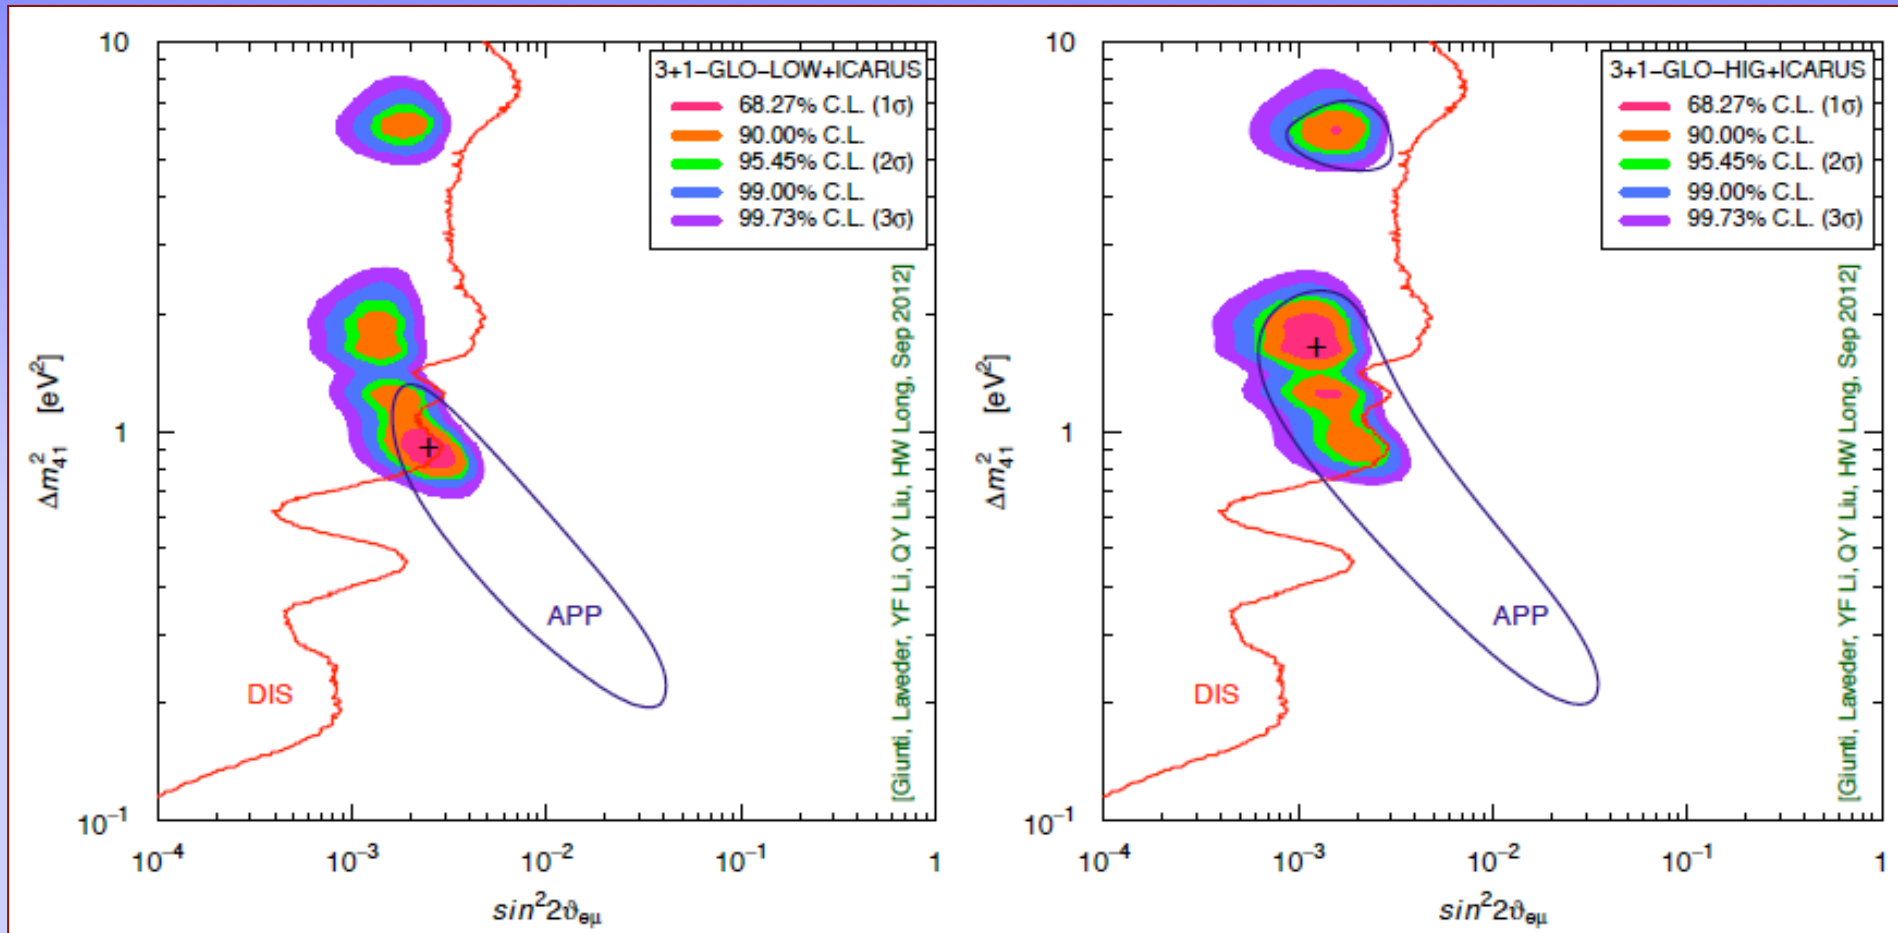 10
1
10⁻¹
Δm²₄₁ [eV²]
3+1−GLO−LOW+ICARUS
68.27% C.L. (1σ)
90.00% C.L.
95.45% C.L. (2σ)
99.00% C.L.
99.73% C.L. (3σ)
[Giunti, Laveder, YF Li, QY Liu, HW Long, Sep 2012]
APP
DIS
10⁻⁴ 10⁻³ 10⁻² 10⁻¹ 1
sin²2ϑₑμ
10
1
10⁻¹
Δm²₄₁ [eV²]
3+1−GLO−HIG+ICARUS
68.27% C.L. (1σ)
90.00% C.L.
95.45% C.L. (2σ)
99.00% C.L.
99.73% C.L. (3σ)
[Giunti, Laveder, YF Li, QY Liu, HW Long, Sep 2012]
APP
DIS
10⁻⁴ 10⁻³ 10⁻² 10⁻¹ 1
sin²2ϑₑμ